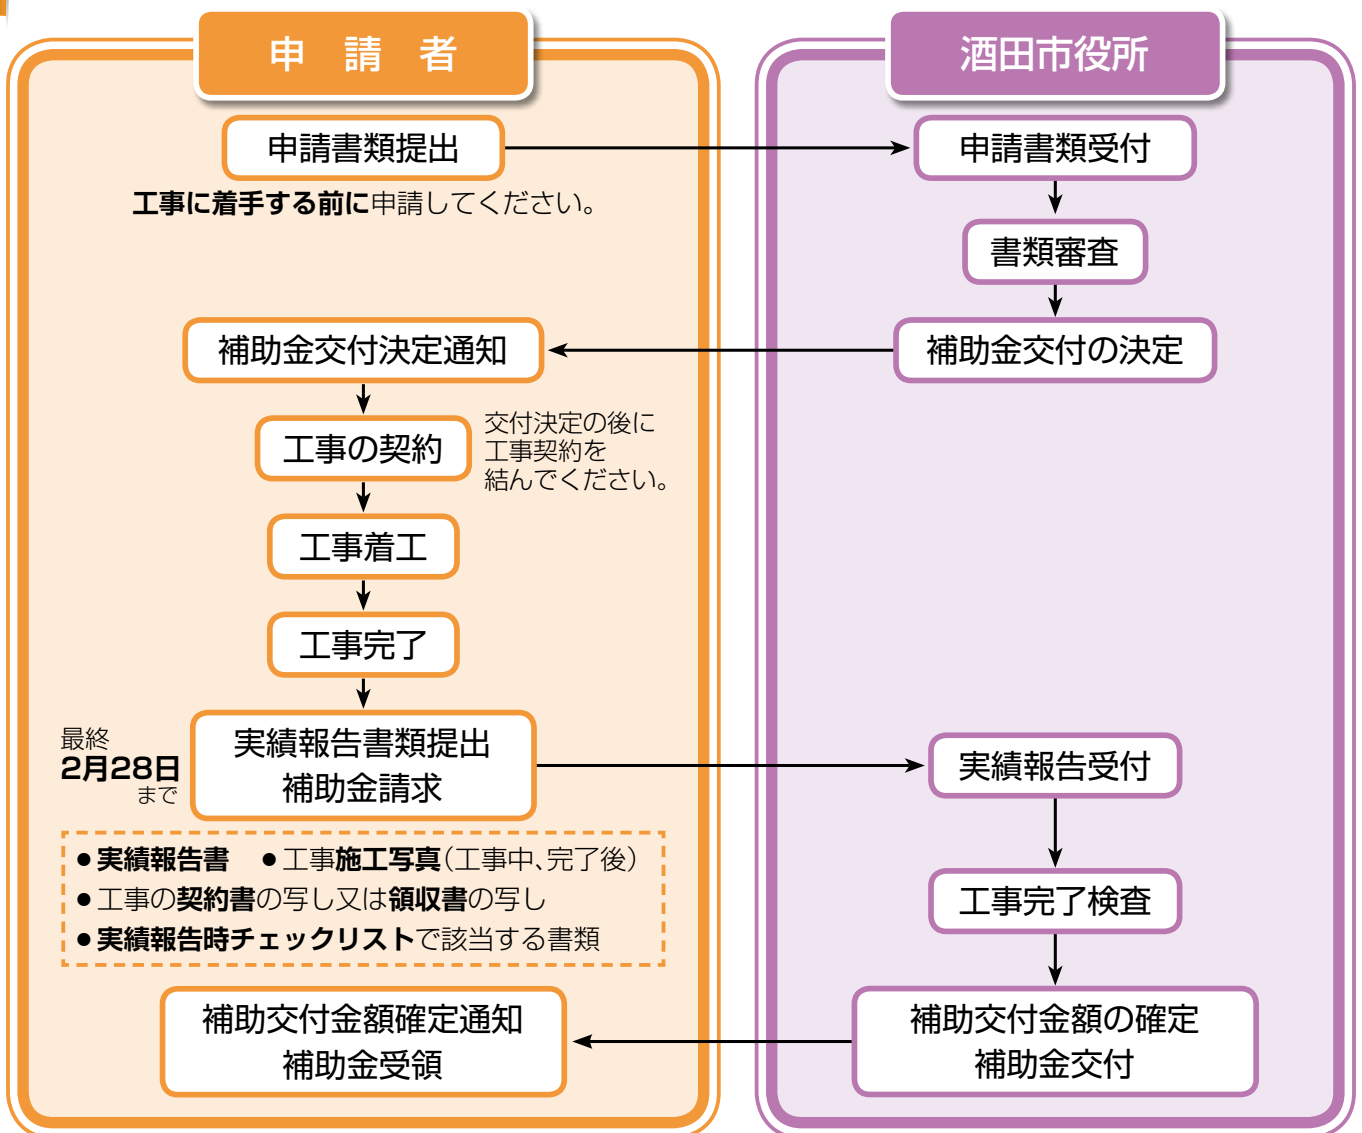 申請者
酒田市役所
申請書類提出
申請書類受付
工事に着手する前に申請してください。
書類審査
補助金交付決定通知
補助金交付の決定
工事の契約
交付決定の後に
工事契約を
結んでください。
工事着工
工事完了
最終
2月28日
まで
実績報告書類提出
補助金請求
実績報告受付
●実績報告書 ●工事施工写真(工事中、完了後)
●工事の契約書の写し又は領収書の写し
●実績報告時チェックリストで該当する書類
工事完了検査
補助交付金額確定通知
補助金受領
補助交付金額の確定
補助金交付